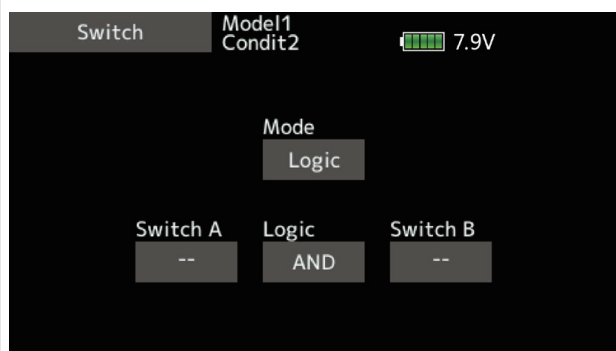 Switch
Model1
Condit2
7.9V
Mode
Logic
Switch A
Logic
Switch B
--
AND
--